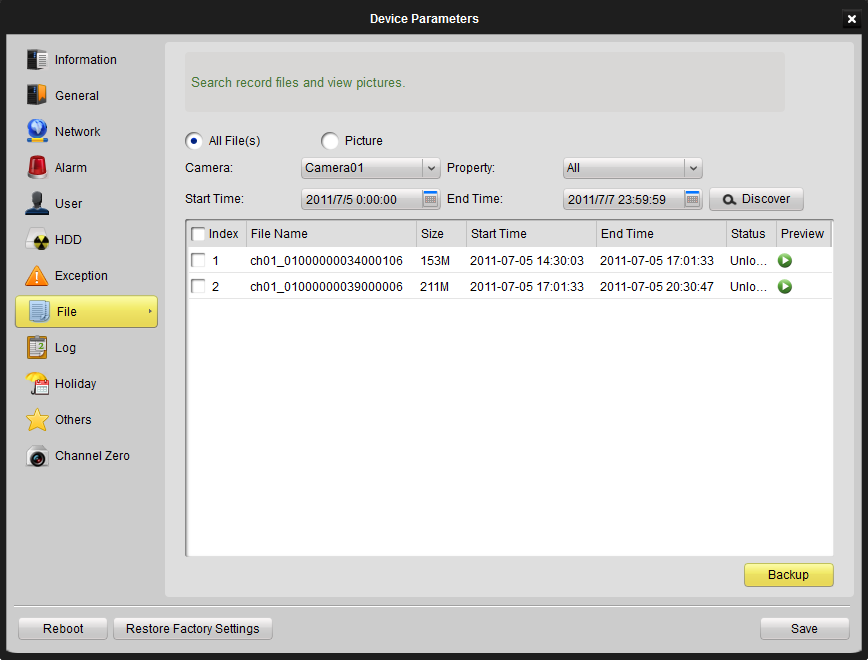 Device Parameters
Information
General
Network
Alarm
User
HDD
Exception
File
Log
Holiday
Others
Channel Zero
Search record files and view pictures.
All File(s) Picture
Camera: Camera01 Property: All
Start Time: 2011/7/5 0:00:00 End Time: 2011/7/7 23:59:59 Discover
Index File Name Size Start Time End Time Status Preview
1 ch01_01000000034000106 153M 2011-07-05 14:30:03 2011-07-05 17:01:33 Unlo...
2 ch01_01000000039000006 211M 2011-07-05 17:01:33 2011-07-05 20:30:47 Unlo...
Backup
Reboot Restore Factory Settings Save